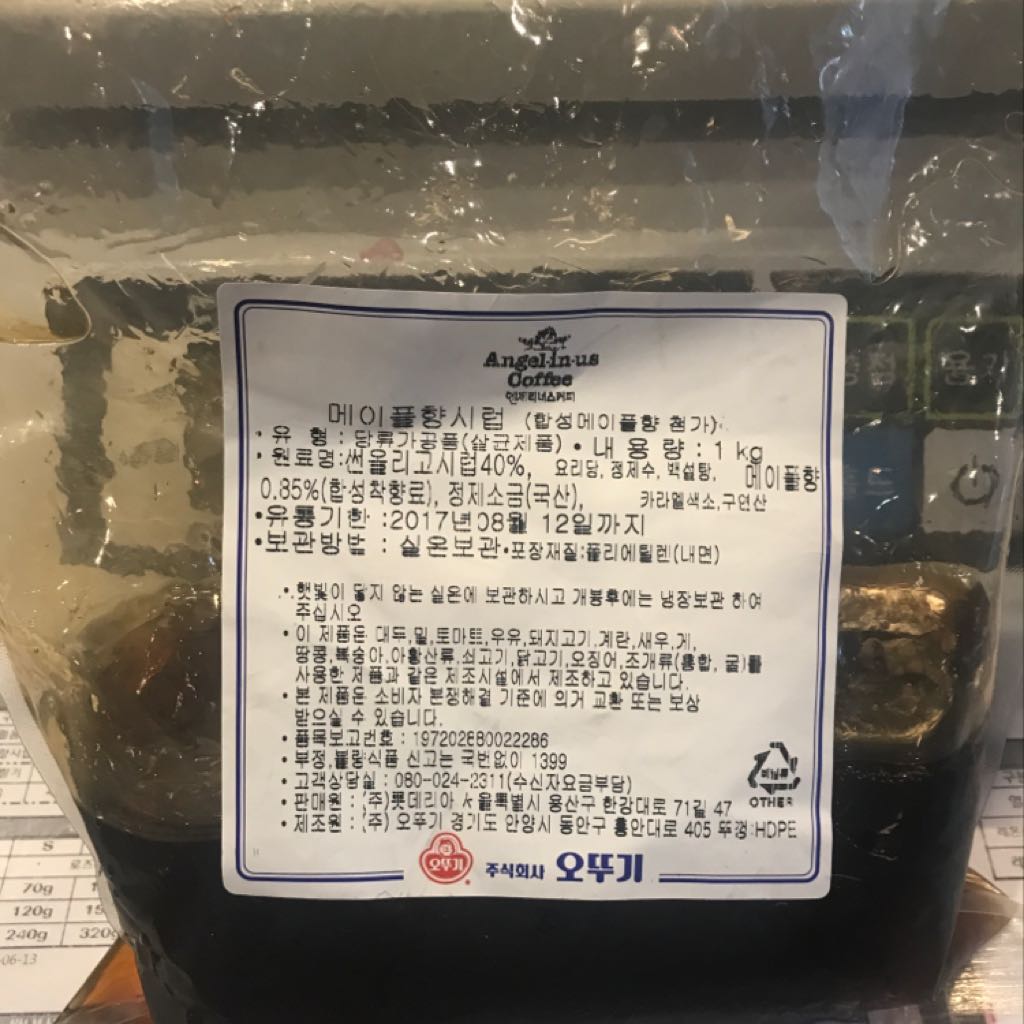 Angel-in-us
Coffee
엔제리너스커피
메이플향시럽 (합성메이플향 첨가)
• 유 형 : 당류가공품(살균제품) • 내 용 량 : 1 kg
• 원료명:썬올리고시럽40%, 요리당, 정제수, 백설탕, 메이플향
0.85%(합성착향료), 정제소금(국산), 카라멜색소,구연산
•유통기한 :2017년08월 12일까지
•보관방법 : 실온보관•포장재질:폴리에틸렌(내면)
• 햇빛이 닿지 않는 실온에 보관하시고 개봉후에는 냉장보관 하여
주십시오
• 이 제품은 대두,밀,토마트,우유,돼지고기,계란,새우,게,
땅콩,복숭아,아황산류,쇠고기,닭고기,오징어,조개류(홍합, 굴)를
사용한 제품과 같은 제조시설에서 제조하고 있습니다.
• 본 제품은 소비자 분쟁해결 기준에 의거 교환 또는 보상
받으실 수 있습니다.
• 품목보고번호 : 197202680022286
• 부정,불량식품 신고는 국번없이 1399
• 고객상담실 : 080-024-2311(수신자요금부담)
• 판매원 : (주)롯데리아 서울특별시 용산구 한강대로 71길 47
• 제조원 : (주) 오뚜기 경기도 안양시 동안구 흥안대로 405 뚜껑:HDPE
비닐류
OTHER
오뚜기 주식회사 오뚜기
S
70g
120g 15
240g 320g
-06-13